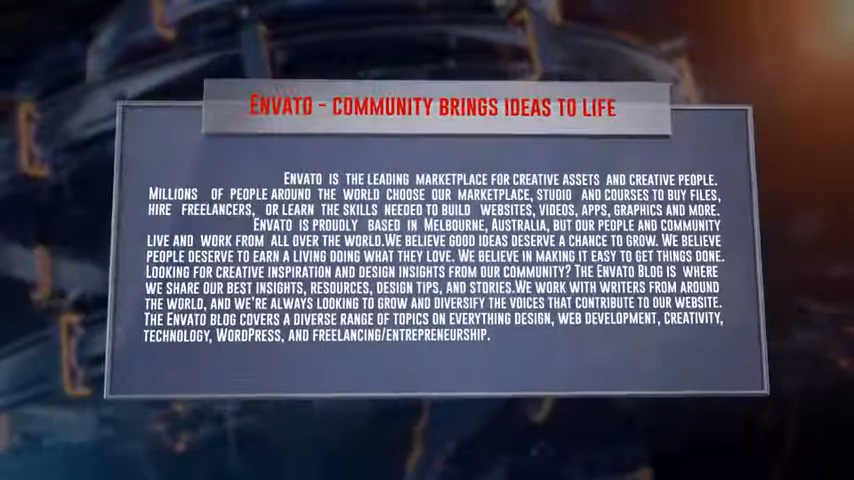 Envato - community brings ideas to life
Envato is the leading marketplace for creative assets and creative people.
Millions of people around the world choose our marketplace, studio and courses to buy files,
hire freelancers, or learn the skills needed to build websites, videos, apps, graphics and more.
Envato is proudly based in Melbourne, Australia, but our people and community
live and work from all over the world.We believe good ideas deserve a chance to grow. We believe
people deserve to earn a living doing what they love. We believe in making it easy to get things done.
Looking for creative inspiration and design insights from our community? The Envato Blog is where
we share our best insights, resources, design tips, and stories.We work with writers from around
the world, and we're always looking to grow and diversify the voices that contribute to our website.
The Envato blog covers a diverse range of topics on everything design, web development, creativity,
technology, WordPress, and freelancing/entrepreneurship.